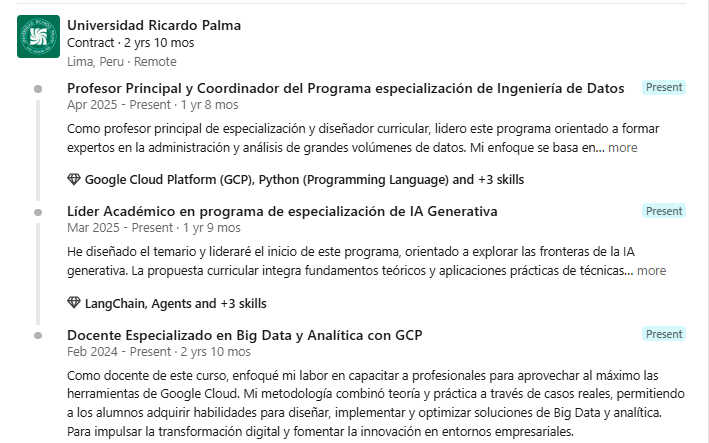 Universidad Ricardo Palma
Contract · 2 yrs 10 mos
Lima, Peru · Remote
Profesor Principal y Coordinador del Programa especialización de Ingeniería de Datos
Present
Apr 2025 - Present · 1 yr 8 mos
Como profesor principal de especialización y diseñador curricular, lidero este programa orientado a formar
expertos en la administración y análisis de grandes volúmenes de datos. Mi enfoque se basa en... more
Google Cloud Platform (GCP), Python (Programming Language) and +3 skills
Líder Académico en programa de especialización de IA Generativa
Present
Mar 2025 - Present · 1 yr 9 mos
He diseñado el temario y lideraré el inicio de este programa, orientado a explorar las fronteras de la IA
generativa. La propuesta curricular integra fundamentos teóricos y aplicaciones prácticas de técnicas... more
LangChain, Agents and +3 skills
Docente Especializado en Big Data y Analítica con GCP
Present
Feb 2024 - Present · 2 yrs 10 mos
Como docente de este curso, enfoqué mi labor en capacitar a profesionales para aprovechar al máximo las
herramientas de Google Cloud. Mi metodología combinó teoría y práctica a través de casos reales, permitiendo
a los alumnos adquirir habilidades para diseñar, implementar y optimizar soluciones de Big Data y analítica.
Para impulsar la transformación digital y fomentar la innovación en entornos empresariales.